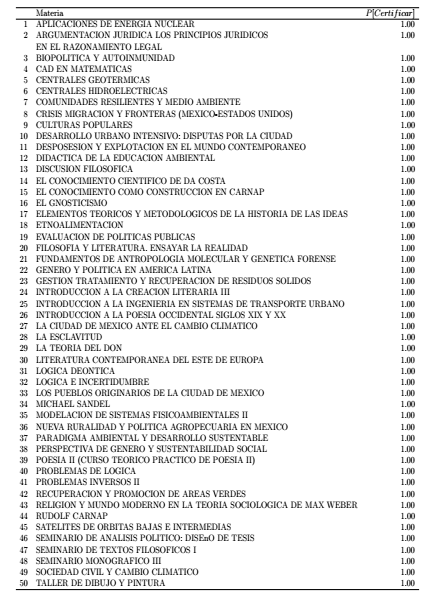 Materia P[Certificar]
1 APLICACIONES DE ENERGIA NUCLEAR 1.00
2 ARGUMENTACION JURIDICA LOS PRINCIPIOS JURIDICOS 1.00
EN EL RAZONAMIENTO LEGAL
3 BIOPOLITICA Y AUTOINMUNIDAD 1.00
4 CAD EN MATEMATICAS 1.00
5 CENTRALES GEOTERMICAS 1.00
6 CENTRALES HIDROELECTRICAS 1.00
7 COMUNIDADES RESILIENTES Y MEDIO AMBIENTE 1.00
8 CRISIS MIGRACION Y FRONTERAS (MEXICO-ESTADOS UNIDOS) 1.00
9 CULTURAS POPULARES 1.00
10 DESARROLLO URBANO INTENSIVO: DISPUTAS POR LA CIUDAD 1.00
11 DESPOSESION Y EXPLOTACION EN EL MUNDO CONTEMPORANEO 1.00
12 DIDACTICA DE LA EDUCACION AMBIENTAL 1.00
13 DISCUSION FILOSOFICA 1.00
14 EL CONOCIMIENTO CIENTIFICO DE DA COSTA 1.00
15 EL CONOCIMIENTO COMO CONSTRUCCION EN CARNAP 1.00
16 EL GNOSTICISMO 1.00
17 ELEMENTOS TEORICOS Y METODOLOGICOS DE LA HISTORIA DE LAS IDEAS 1.00
18 ETNOALIMENTACION 1.00
19 EVALUACION DE POLITICAS PUBLICAS 1.00
20 FILOSOFIA Y LITERATURA. ENSAYAR LA REALIDAD 1.00
21 FUNDAMENTOS DE ANTROPOLOGIA MOLECULAR Y GENETICA FORENSE 1.00
22 GENERO Y POLITICA EN AMERICA LATINA 1.00
23 GESTION TRATAMIENTO Y RECUPERACION DE RESIDUOS SOLIDOS 1.00
24 INTRODUCCION A LA CREACION LITERARIA III 1.00
25 INTRODUCCION A LA INGENIERIA EN SISTEMAS DE TRANSPORTE URBANO 1.00
26 INTRODUCCION A LA POESIA OCCIDENTAL SIGLOS XIX Y XX 1.00
27 LA CIUDAD DE MEXICO ANTE EL CAMBIO CLIMATICO 1.00
28 LA ESCLAVITUD 1.00
29 LA TEORIA DEL DON 1.00
30 LITERATURA CONTEMPORANEA DEL ESTE DE EUROPA 1.00
31 LOGICA DEONTICA 1.00
32 LOGICA E INCERTIDUMBRE 1.00
33 LOS PUEBLOS ORIGINARIOS DE LA CIUDAD DE MEXICO 1.00
34 MICHAEL SANDEL 1.00
35 MODELACION DE SISTEMAS FISICOAMBIENTALES II 1.00
36 NUEVA RURALIDAD Y POLITICA AGROPECUARIA EN MEXICO 1.00
37 PARADIGMA AMBIENTAL Y DESARROLLO SUSTENTABLE 1.00
38 PERSPECTIVA DE GENERO Y SUSTENTABILIDAD SOCIAL 1.00
39 POESIA II (CURSO TEORICO PRACTICO DE POESIA II) 1.00
40 PROBLEMAS DE LOGICA 1.00
41 PROBLEMAS INVERSOS II 1.00
42 RECUPERACION Y PROMOCION DE AREAS VERDES 1.00
43 RELIGION Y MUNDO MODERNO EN LA TEORIA SOCIOLOGICA DE MAX WEBER 1.00
44 RUDOLF CARNAP 1.00
45 SATELITES DE ORBITAS BAJAS E INTERMEDIAS 1.00
46 SEMINARIO DE ANALISIS POLITICO: DISEnO DE TESIS 1.00
47 SEMINARIO DE TEXTOS FILOSOFICOS I 1.00
48 SEMINARIO MONOGRAFICO III 1.00
49 SOCIEDAD CIVIL Y CAMBIO CLIMATICO 1.00
50 TALLER DE DIBUJO Y PINTURA 1.00